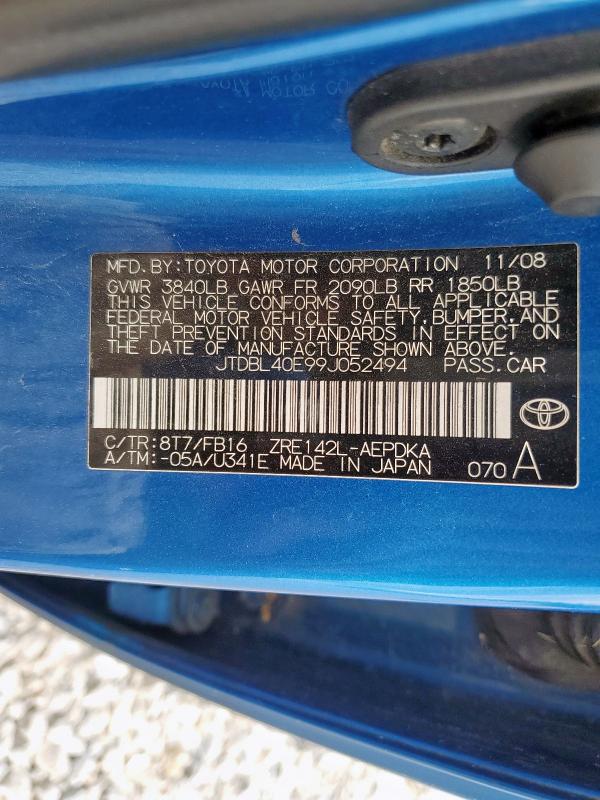 MFD. BY: TOYOTA MOTOR CORPORATION 11/08
GVWR 3840LB GAWR FR 2090LB RR 1850LB
THIS VEHICLE CONFORMS TO ALL APPLICABLE
FEDERAL MOTOR VEHICLE SAFETY, BUMPER, AND
THEFT PREVENTION STANDARDS IN EFFECT ON
THE DATE OF MANUFACTURE SHOWN ABOVE.
JTDBL40E99J052494 PASS. CAR
C/TR: 8T7/FB16 ZRE142L-AEPDKA
A/TM: -05A/U341E MADE IN JAPAN 070 A